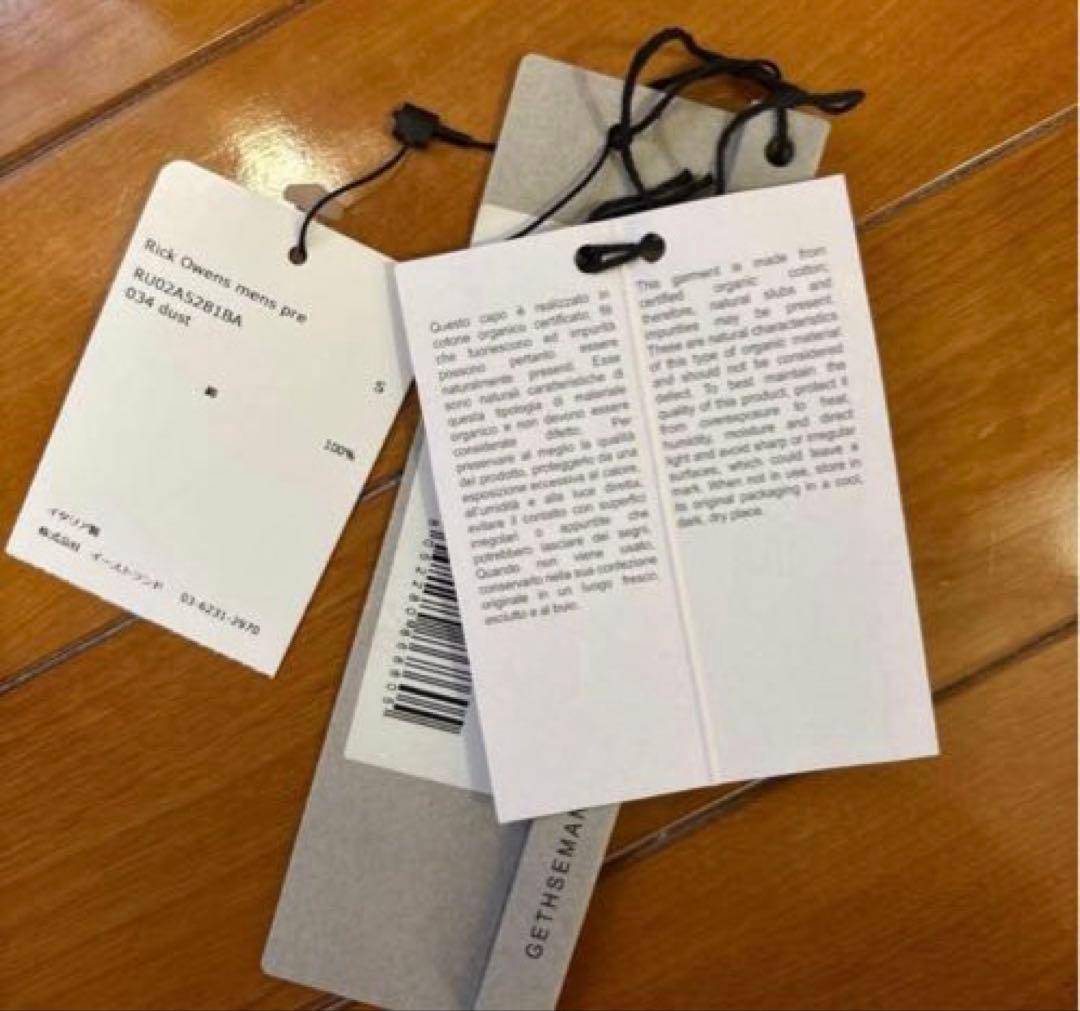 Rick Owens mens pre
RU02A5281BA
034 dust
綿
S
100%
イタリア製
株式会社 イーストランド 03-6231-2970
Questo capo è realizzato in
cotone organico certificato, fili
che fuoriescono ed impurità
possono pertanto essere
naturalmente presenti. Esse
sono naturali caratteristiche di
questa tipologia di materiale
organico e non devono essere
considerate difetto. Per
preservare al meglio la qualità
del prodotto, proteggerlo da una
esposizione eccessiva al calore,
all'umidità e alla luce diretta,
evitare il contatto con superfici
irregolari o appuntite che
potrebbero lasciare dei segni.
Quando non viene usato,
conservarlo nella sua confezione
originale in un luogo fresco,
asciutto e al buio.
This garment is made from
certified organic cotton;
therefore, natural slubs and
impurities may be present.
These are natural characteristics
of this type of organic material
and should not be considered
defect. To best maintain the
quality of this product, protect it
from overexposure to heat,
humidity, moisture and direct
light and avoid sharp or irregular
surfaces, which could leave a
mark. When not in use, store in
its original packaging in a cool,
dark, dry place.
GETHSEMAN